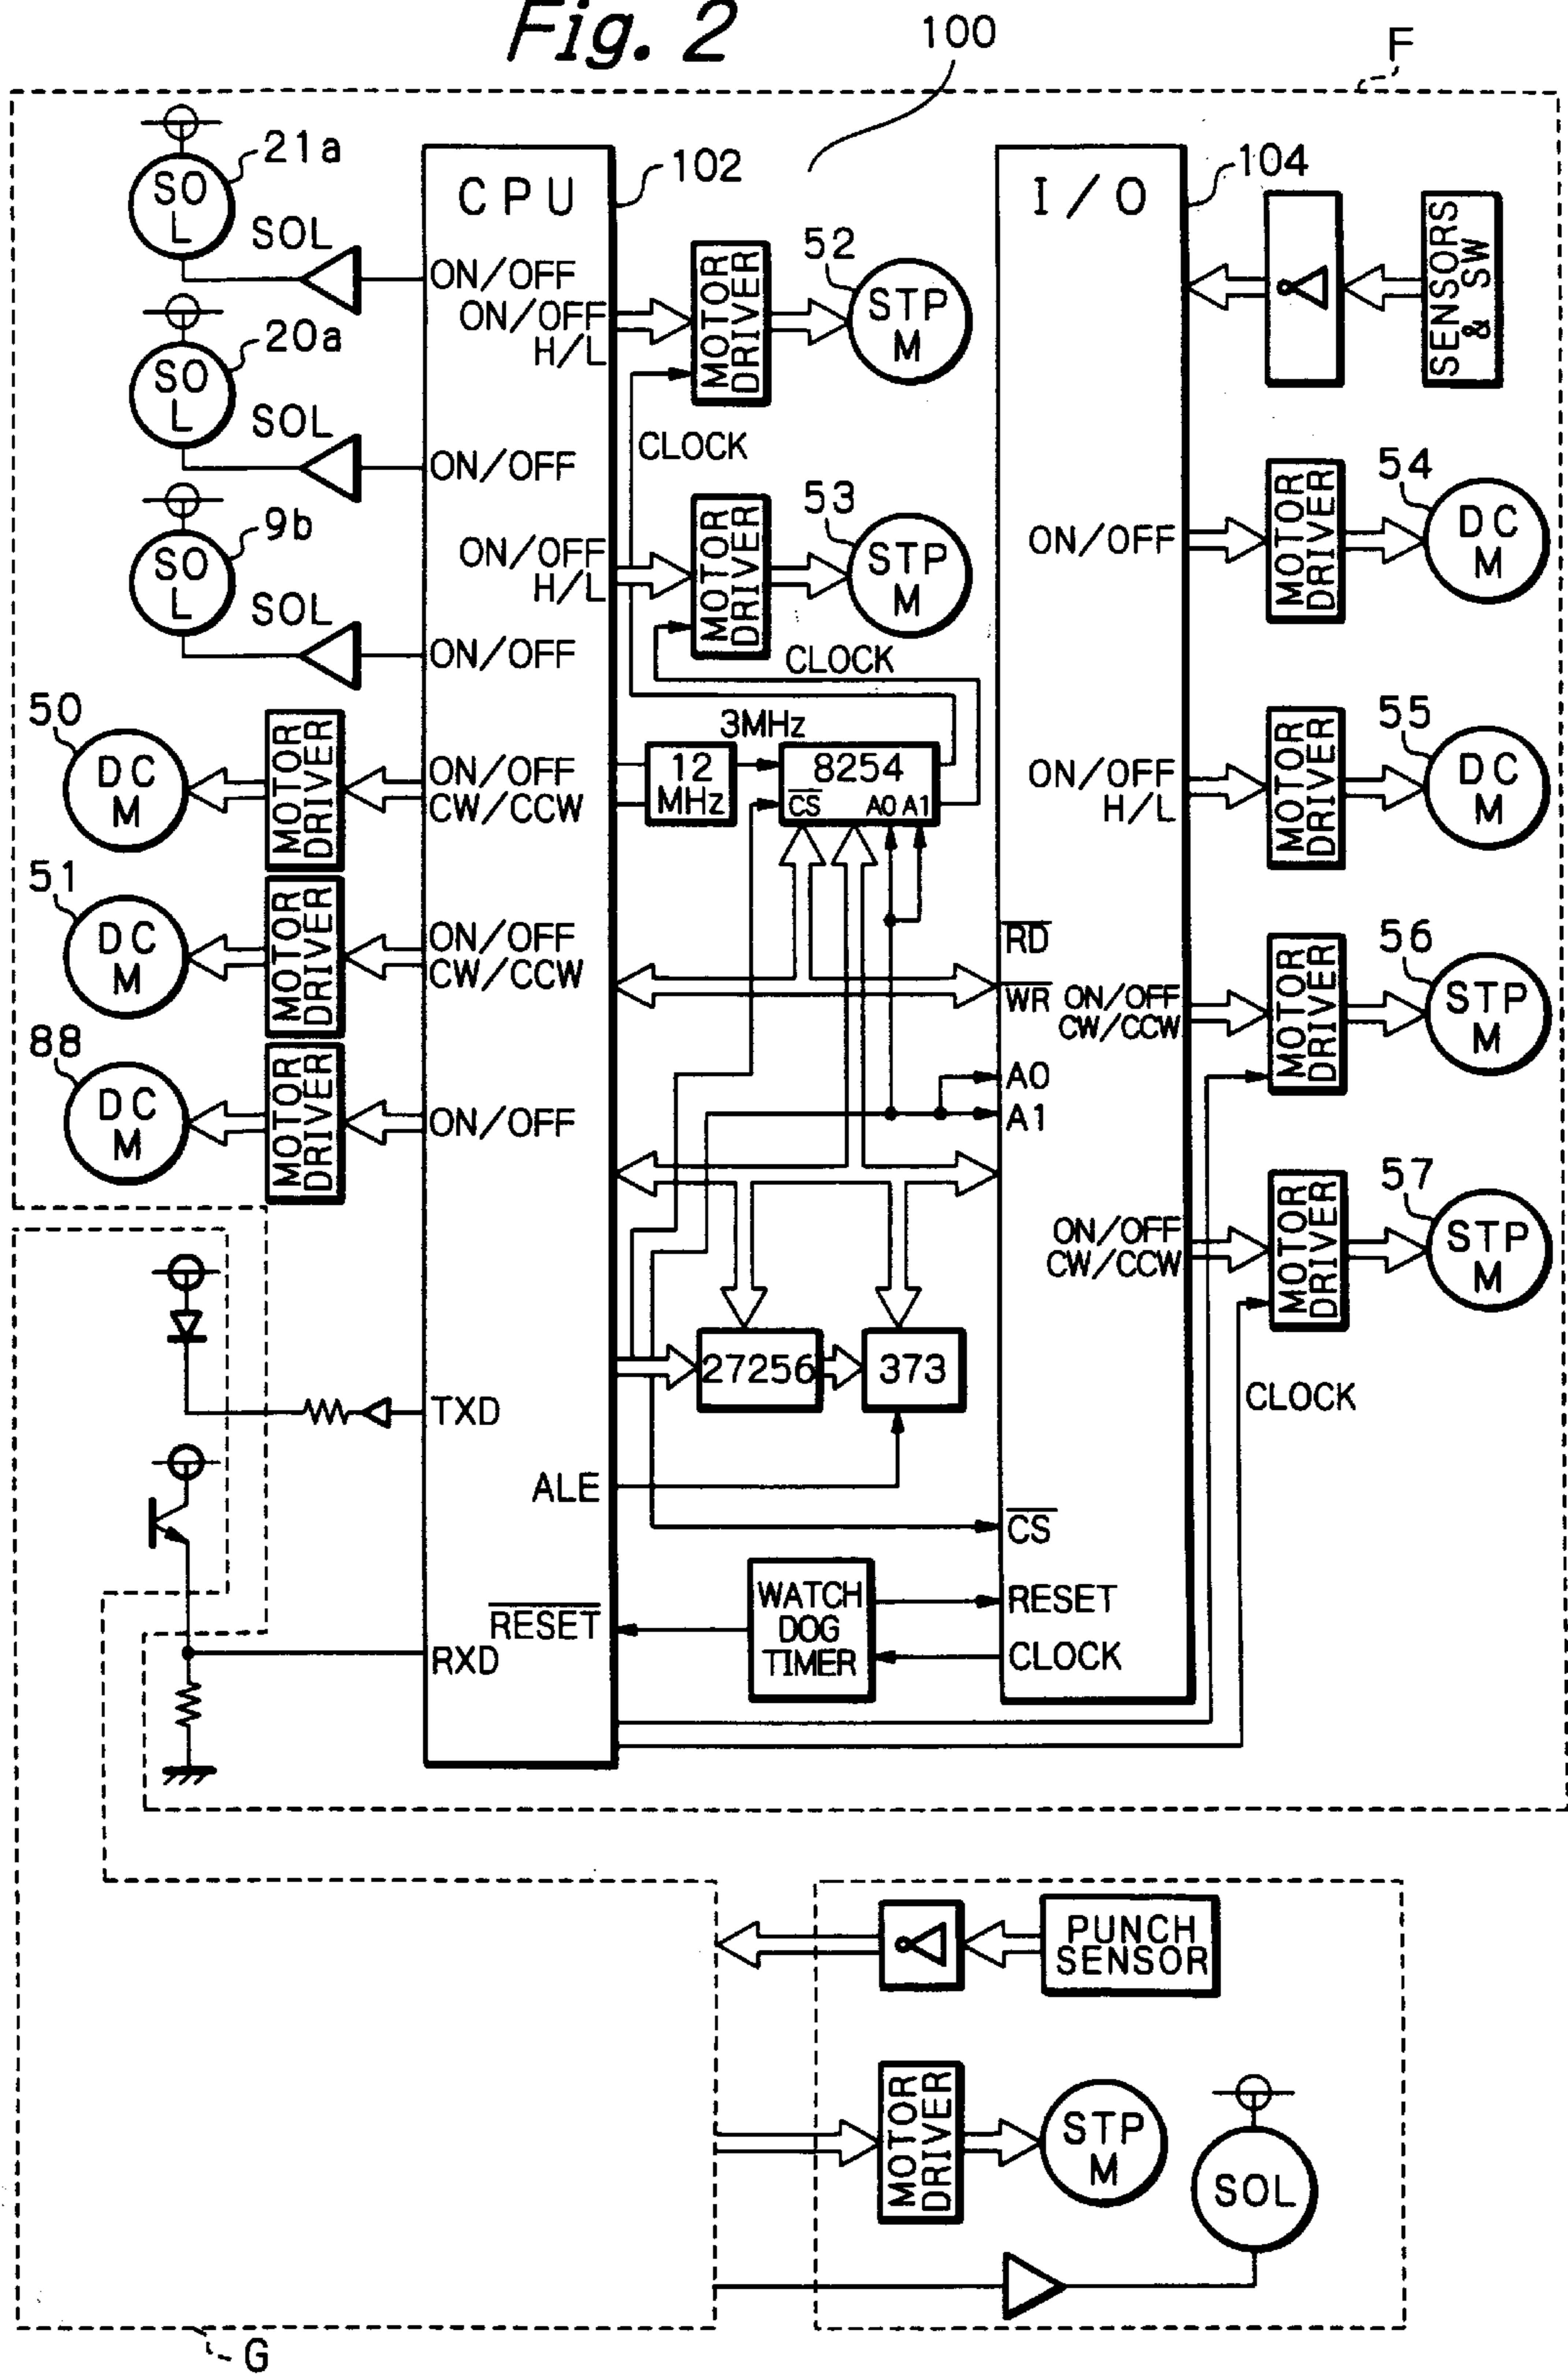 Fig. 2
100
F
21a
SO
L
SOL
CPU
102
I/O
104
SENSORS
& SW
ON/OFF
ON/OFF
H/L
MOTOR
DRIVER
52
STP
M
20a
SO
L
SOL
ON/OFF
CLOCK
9b
SO
L
SOL
ON/OFF
H/L
MOTOR
DRIVER
53
STP
M
ON/OFF
MOTOR
DRIVER
54
DC
M
ON/OFF
CLOCK
50
DC
M
MOTOR
DRIVER
ON/OFF
CW/CCW
12
MHz
3MHz
8254
CS
A0 A1
ON/OFF
H/L
MOTOR
DRIVER
55
DC
M
51
DC
M
MOTOR
DRIVER
ON/OFF
CW/CCW
RD
WR
ON/OFF
CW/CCW
MOTOR
DRIVER
56
STP
M
88
DC
M
MOTOR
DRIVER
ON/OFF
A0
A1
ON/OFF
CW/CCW
MOTOR
DRIVER
57
STP
M
27256
373
CLOCK
TXD
ALE
CS
RESET
WATCH
DOG
TIMER
RESET
CLOCK
RXD
PUNCH
SENSOR
MOTOR
DRIVER
STP
M
SOL
G